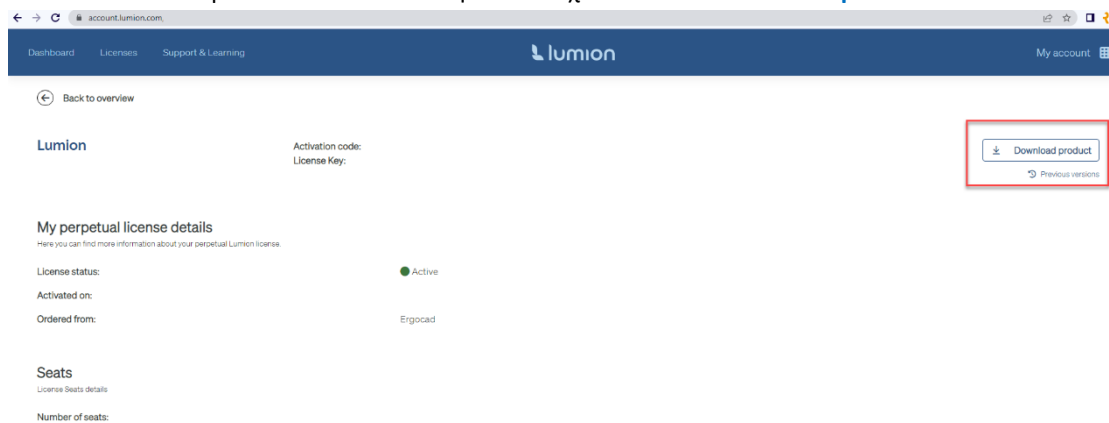 account.lumion.com,
Dashboard Licenses Support & Learning lumion My account
Back to overview
Lumion Activation code: Download product
License Key: Previous versions
My perpetual license details
Here you can find more information about your perpetual Lumion license.
License status: Active
Activated on:
Ordered from: Ergocad
Seats
License Seats details
Number of seats: